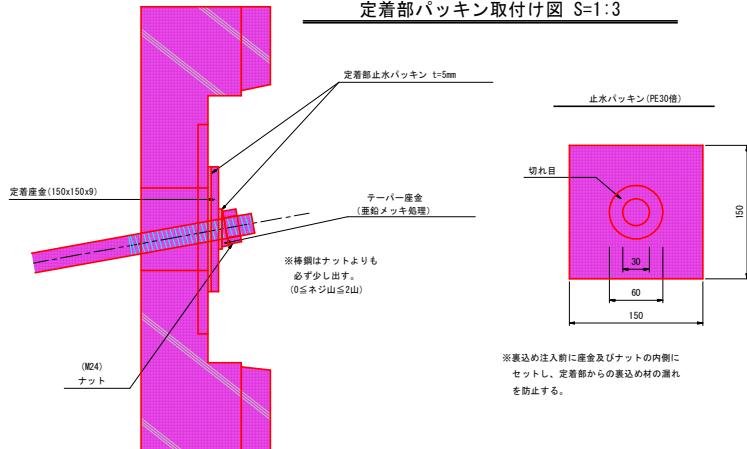 定着部パッキン取付け図 S=1:3
定着部止水パッキン t=5mm
止水パッキン(PE30倍)
切れ目
定着座金(150x150x9)
テーパー座金
(亜鉛メッキ処理)
150
※棒鋼はナットよりも
必ず少し出す。
(0≦ネジ山≦2山)
30
60
150
(M24)
ナット
※裏込め注入前に座金及びナットの内側に
セットし、定着部からの裏込め材の漏れ
を防止する。